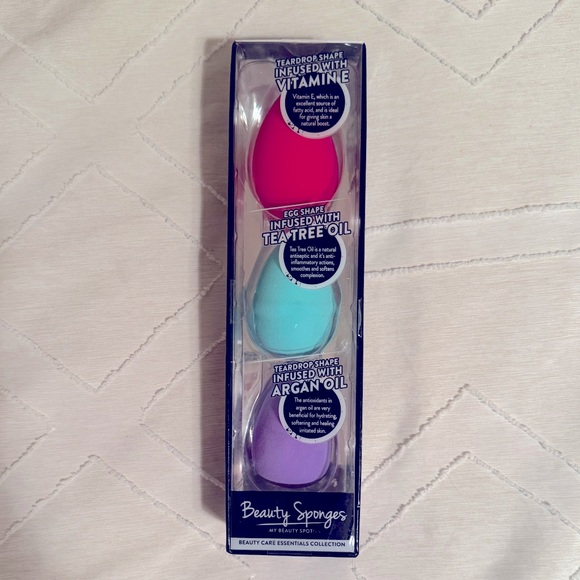 TEARDROP SHAPE
INFUSED WITH
VITAMIN E
Vitamin E, which is an
excellent source of
fatty acid, and is ideal
for giving skin a
natural boost.
EGG SHAPE
INFUSED WITH
TEA TREE OIL
Tea Tree Oil is a natural
antiseptic and it's anti-
inflammatory actions,
smoothes and softens
complexion.
TEARDROP SHAPE
INFUSED WITH
ARGAN OIL
The antioxidants in
argan oil are very
beneficial for hydrating,
softening and healing
irritated skin.
Beauty Sponges
MY BEAUTY SPOT
BEAUTY CARE ESSENTIALS COLLECTION